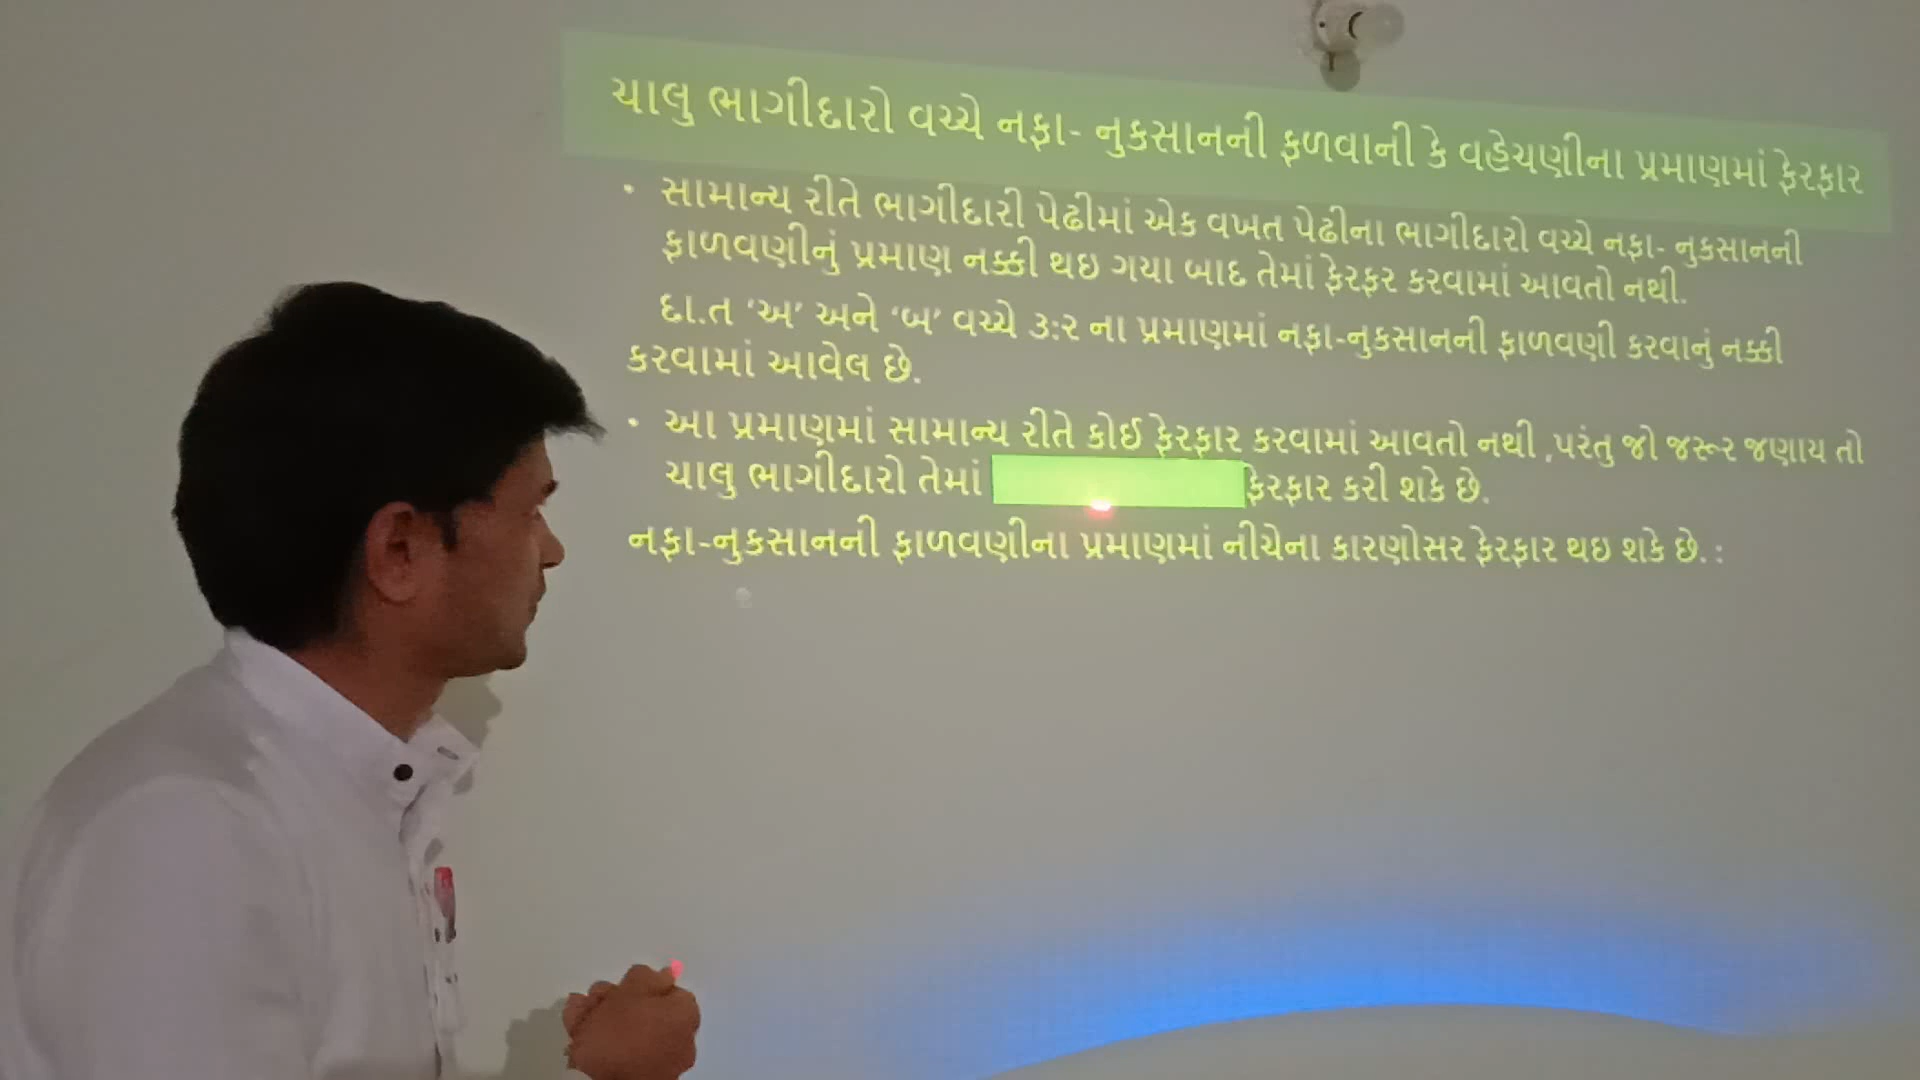 ચાલુ ભાગીદારો વચ્ચે નફા- નુકસાનની ફળવાની કે વહેચણીના પ્રમાણમાં ફેરફાર
• સામાન્ય રીતે ભાગીદારી પેઢીમાં એક વખત પેઢીના ભાગીદારો વચ્ચે નફા- નુકસાનની
ફાળવણીનું પ્રમાણ નક્કી થઇ ગયા બાદ તેમાં ફેરફર કરવામાં આવતો નથી.
દા.ત ‘અ’ અને ‘બ’ વચ્ચે ૩:૨ ના પ્રમાણમાં નફા-નુકસાનની ફાળવણી કરવાનું નક્કી
કરવામાં આવેલ છે.
• આ પ્રમાણમાં સામાન્ય રીતે કોઈ ફેરફાર કરવામાં આવતો નથી ,પરંતુ જો જરૂર જણાય તો
ચાલુ ભાગીદારો તેમાં ફેરફાર કરી શકે છે.
નફા-નુકસાનની ફાળવણીના પ્રમાણમાં નીચેના કારણોસર ફેરફાર થઇ શકે છે. :